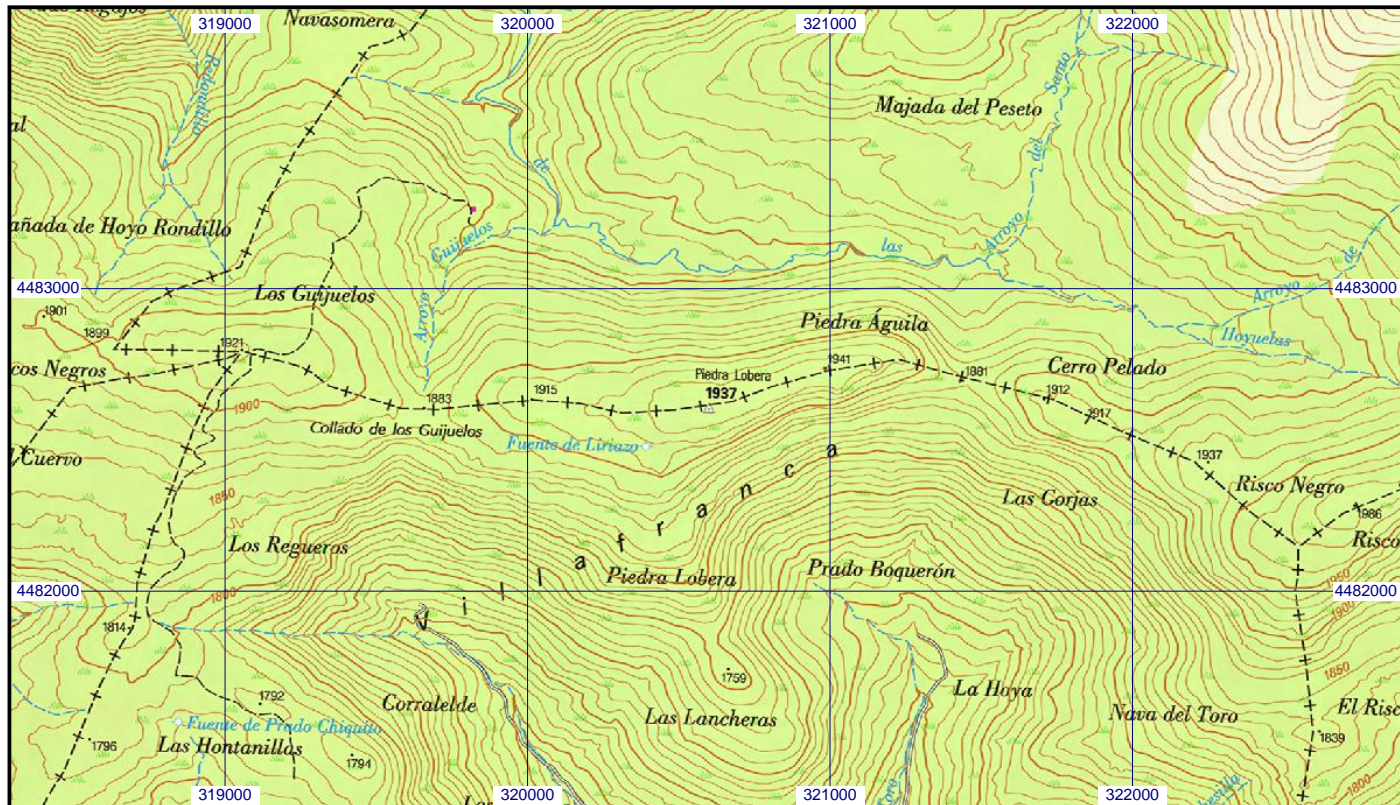 319000
320000
321000
322000
Navasomera
Redondillo
Santo
del
Arroyo
Majada del Peseto
de
las
Hoyo Rondillo
de
Guijuelos
Arroyo
4483000
4483000
Los Guijuelos
Arroyo
de
Hoyuelas
1901
1899
1921
Piedra Águila
1941
1881
Cerro Pelado
Negros
Piedra Lobera
1937
1915
1883
1912
1917
1900
Collado de los Guijuelos
Fuente de Liriazo
Cuervo
1937
Risco Negro
1986
Risco
1850
Las Gorjas
Villafranca
Los Regueros
Piedra Lobera
Prado Boquerón
1950
4482000
4482000
1800
1900
1814
1759
1850
1792
Corralelde
La Hoya
Fuente de Prado Chiquito
Las Lancheras
Nava del Toro
1796
Las Hontanillas
1794
1839
1800
Toro
319000
320000
321000
322000